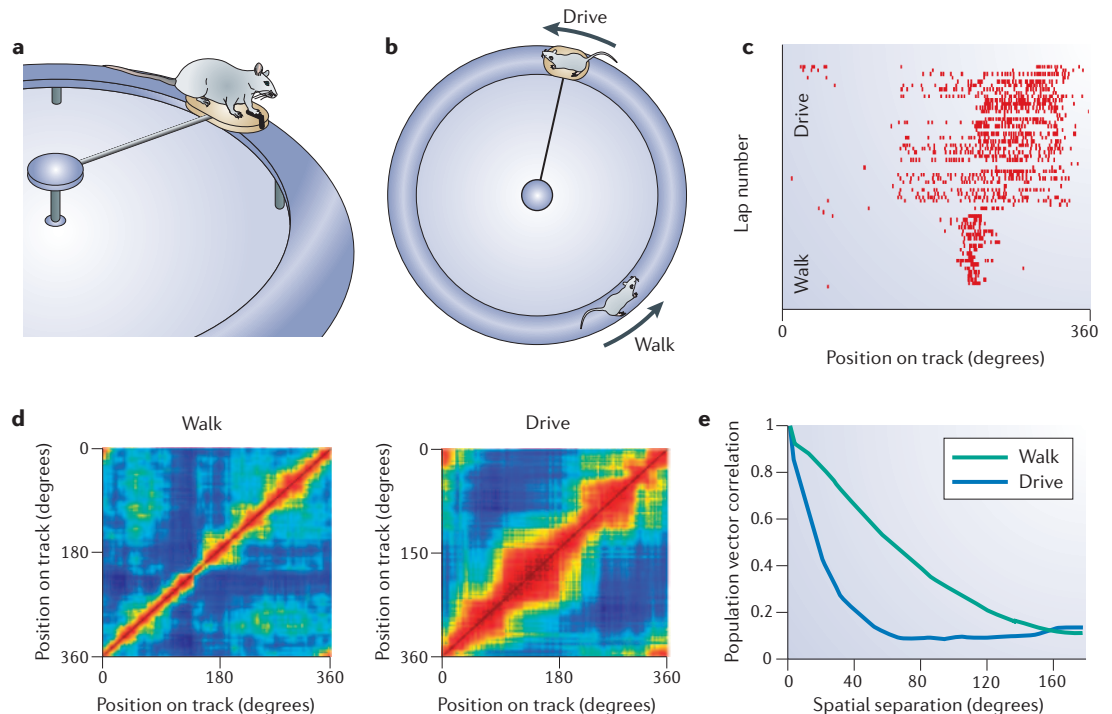 a
b
Drive
Walk
c
Lap number
Drive
Walk
0
360
Position on track (degrees)
d
Walk
Position on track (degrees)
0
180
360
0
180
360
Position on track (degrees)
Drive
Position on track (degrees)
0
150
360
0
180
360
Position on track (degrees)
e
Population vector correlation
1
0.8
0.6
0.4
0.2
0
Walk
Drive
0
40
80
120
160
Spatial separation (degrees)